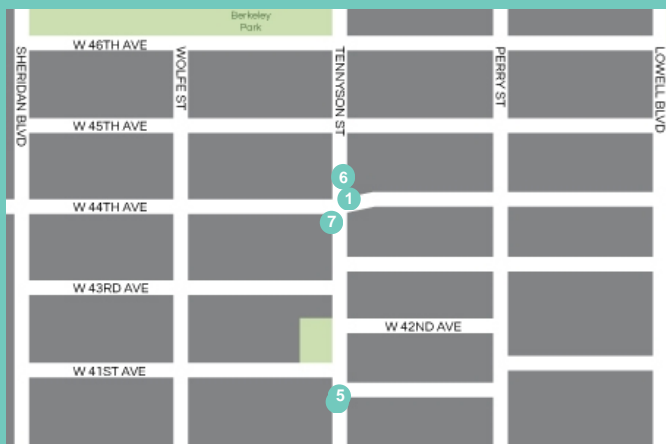 Berkeley
Park
W 46TH AVE
SHERIDAN BLVD
WOLFE ST
TENNYSON ST
PERRY ST
LOWELL BLVD
W 45TH AVE
6
1
W 44TH AVE
7
W 43RD AVE
W 42ND AVE
W 41ST AVE
5